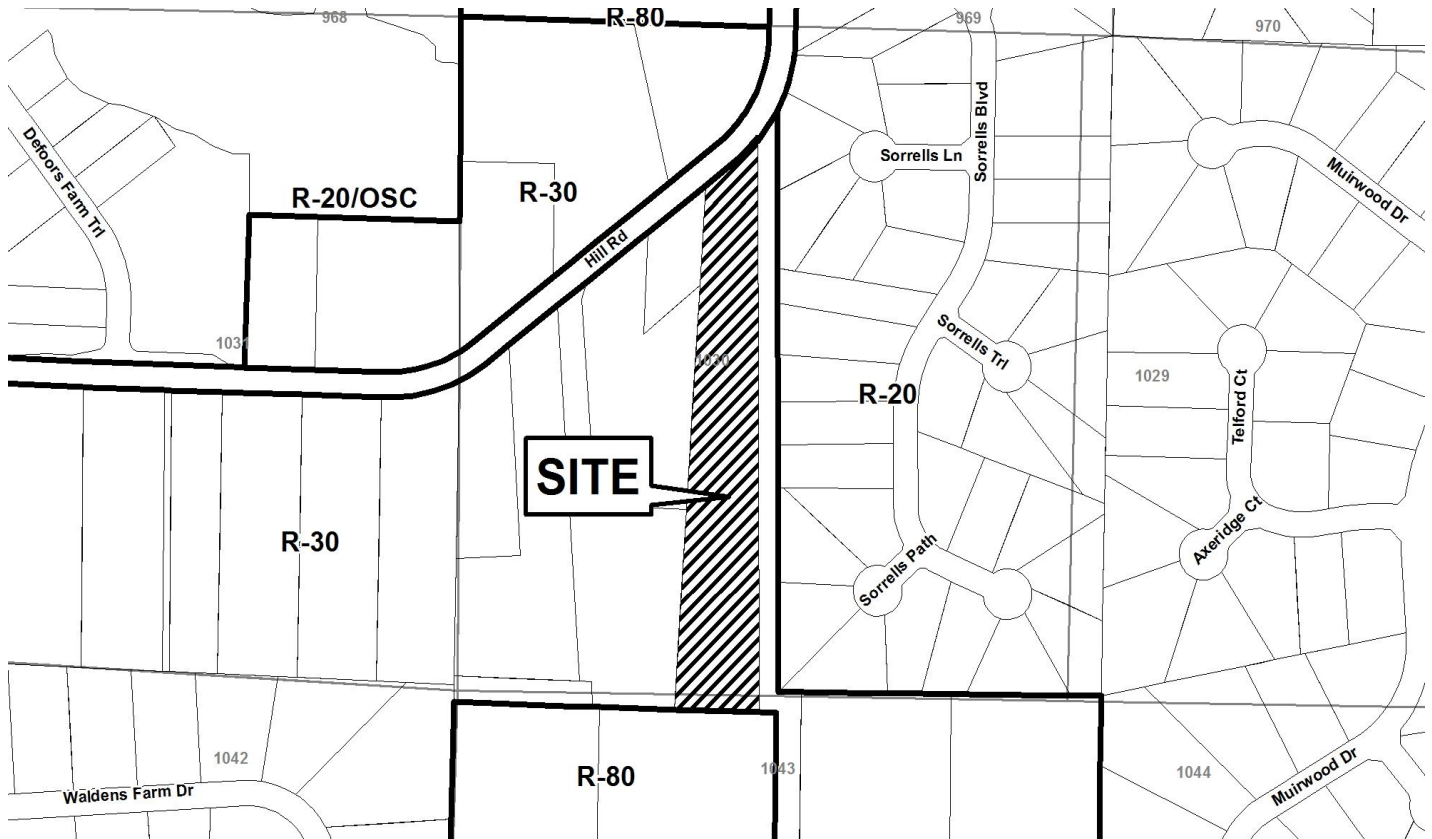 968
R-80
969
970
Defoors Farm Trl
Sorrells Blvd
Sorrells Ln
Muirwood Dr
R-20/OSC
R-30
Hill Rd
1031
Sorrells Trl
1030
1029
R-20
Telford Ct
SITE
R-30
Axeridge Ct
Sorrells Path
1042
R-80
1043
1044
Waldens Farm Dr
Muirwood Dr